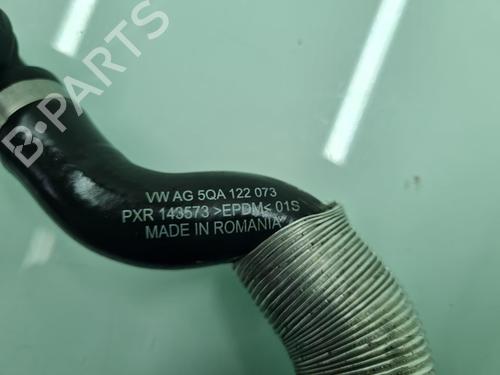 B-PARTS
VW AG 5QA 122 073
PXR 143573 >EPDM< 01S
MADE IN ROMANIA